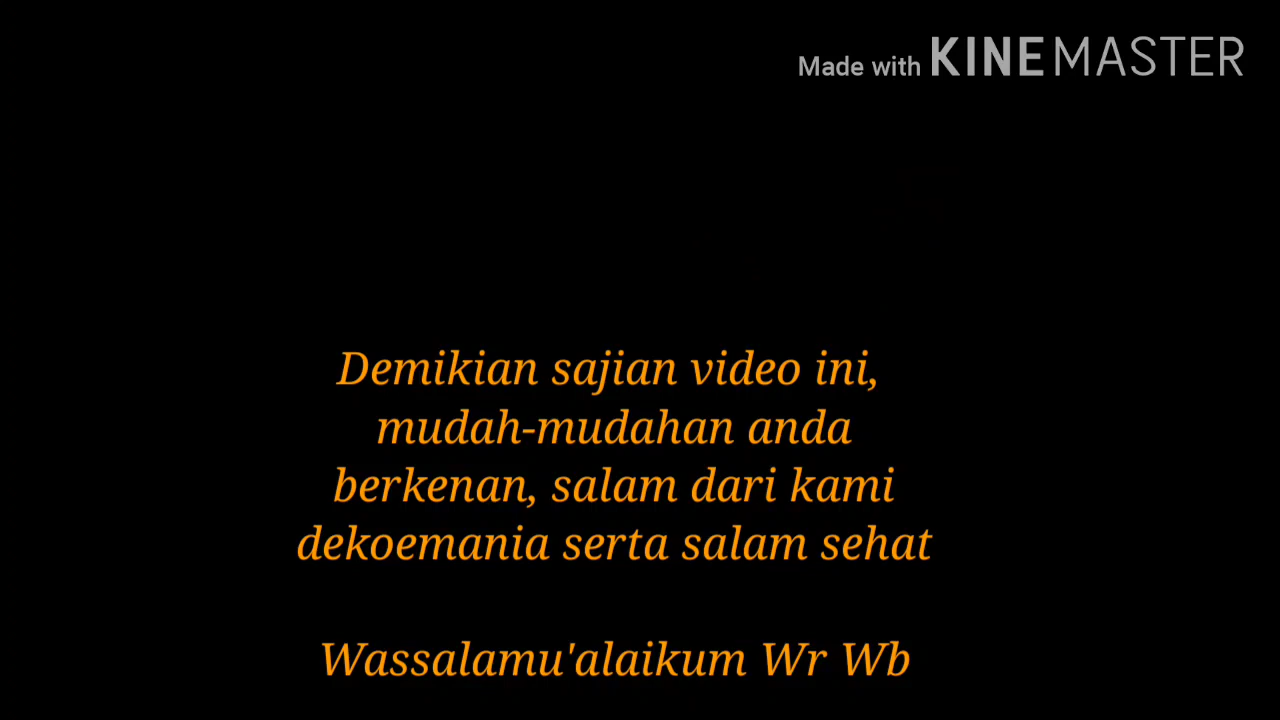 Made with KINEMASTER
Demikian sajian video ini,
mudah-mudahan anda
berkenan, salam dari kami
dekoemania serta salam sehat
Wassalamu'alaikum Wr Wb